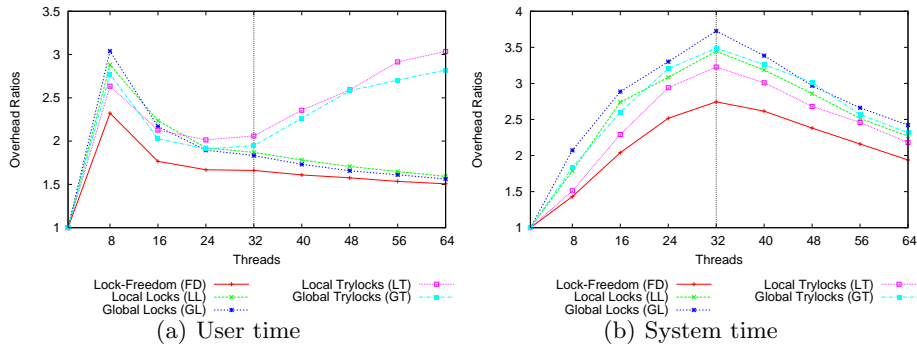 3.5
3
2.5
2
1.5
1
Overhead Ratios
8 16 24 32 40 48 56 64
Threads
Lock-Freedom (FD)
Local Locks (LL)
Global Locks (GL)
Local Trylocks (LT)
Global Trylocks (GT)
(a) User time
4
3.5
3
2.5
2
1.5
1
Overhead Ratios
8 16 24 32 40 48 56 64
Threads
Lock-Freedom (FD)
Local Locks (LL)
Global Locks (GL)
Local Trylocks (LT)
Global Trylocks (GT)
(b) System time